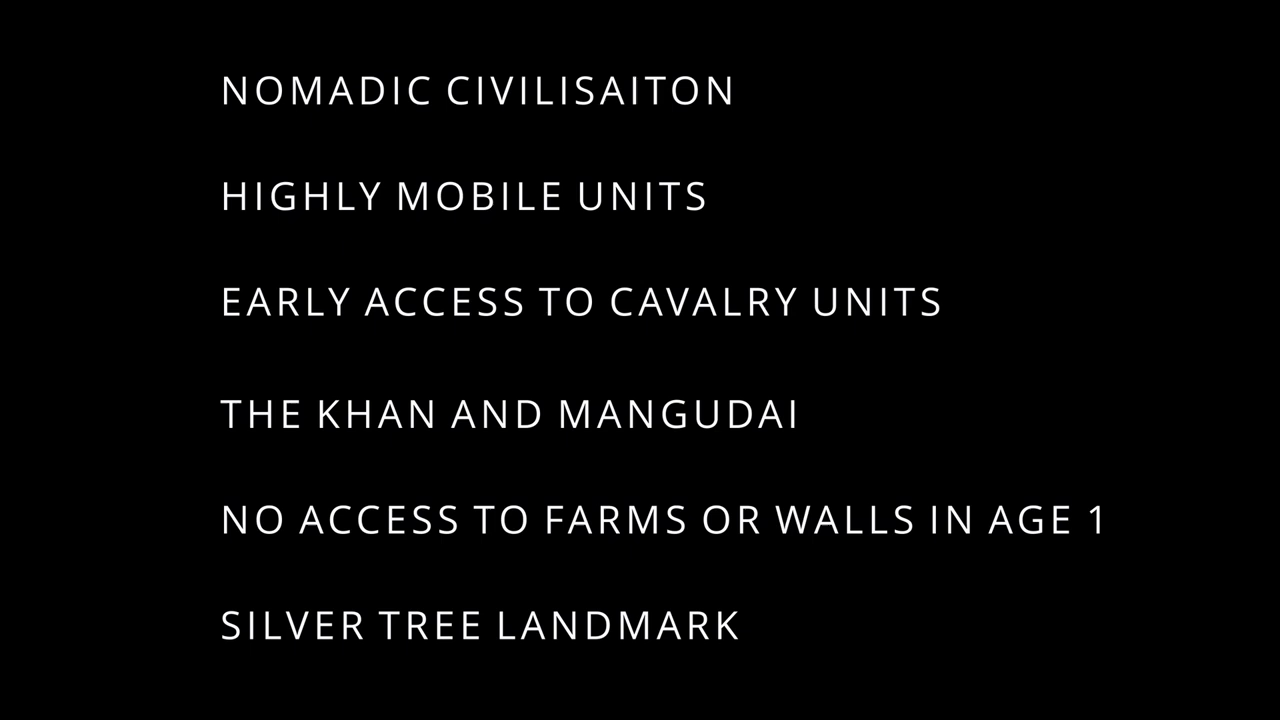 NOMADIC CIVILISAITON
HIGHLY MOBILE UNITS
EARLY ACCESS TO CAVALRY UNITS
THE KHAN AND MANGUDAI
NO ACCESS TO FARMS OR WALLS IN AGE 1
SILVER TREE LANDMARK